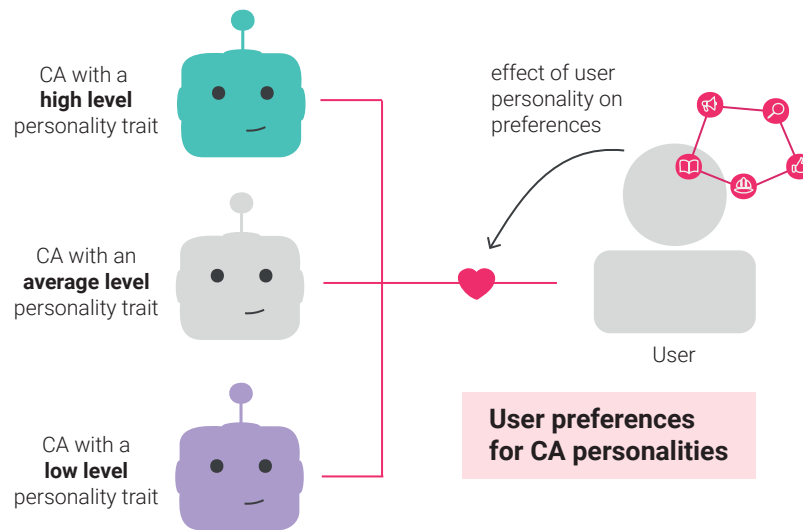 CA with a
high level
personality trait
CA with an
average level
personality trait
CA with a
low level
personality trait
effect of user
personality on
preferences
User
User preferences
for CA personalities